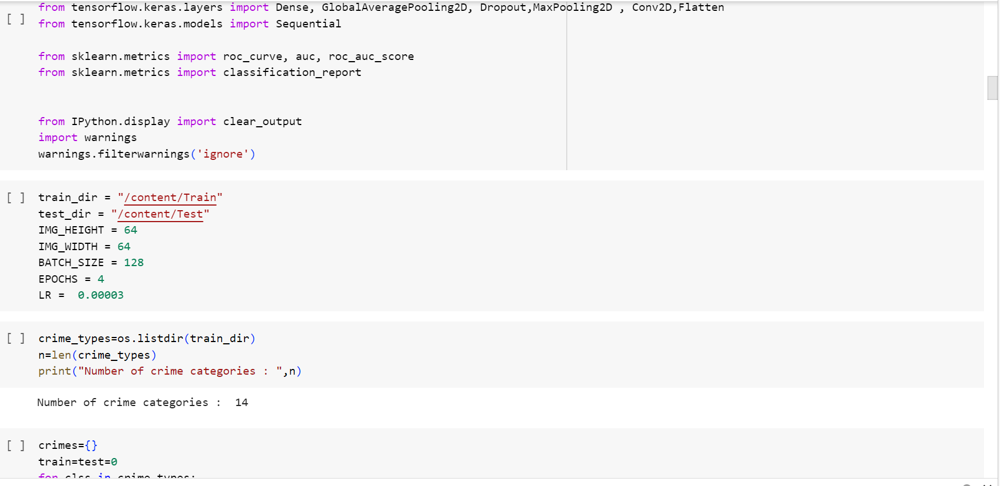 from tensorflow.keras.layers import Dense, GlobalAveragePooling2D, Dropout,MaxPooling2D , Conv2D,Flatten
[ ] from tensorflow.keras.models import Sequential
from sklearn.metrics import roc_curve, auc, roc_auc_score
from sklearn.metrics import classification_report
from IPython.display import clear_output
import warnings
warnings.filterwarnings('ignore')
[ ] train_dir = "/content/Train"
test_dir = "/content/Test"
IMG_HEIGHT = 64
IMG_WIDTH = 64
BATCH_SIZE = 128
EPOCHS = 4
LR =  0.00003
[ ] crime_types=os.listdir(train_dir)
n=len(crime_types)
print("Number of crime categories : ",n)
Number of crime categories :  14
[ ] crimes={}
train=test=0
for clss in crime_types: